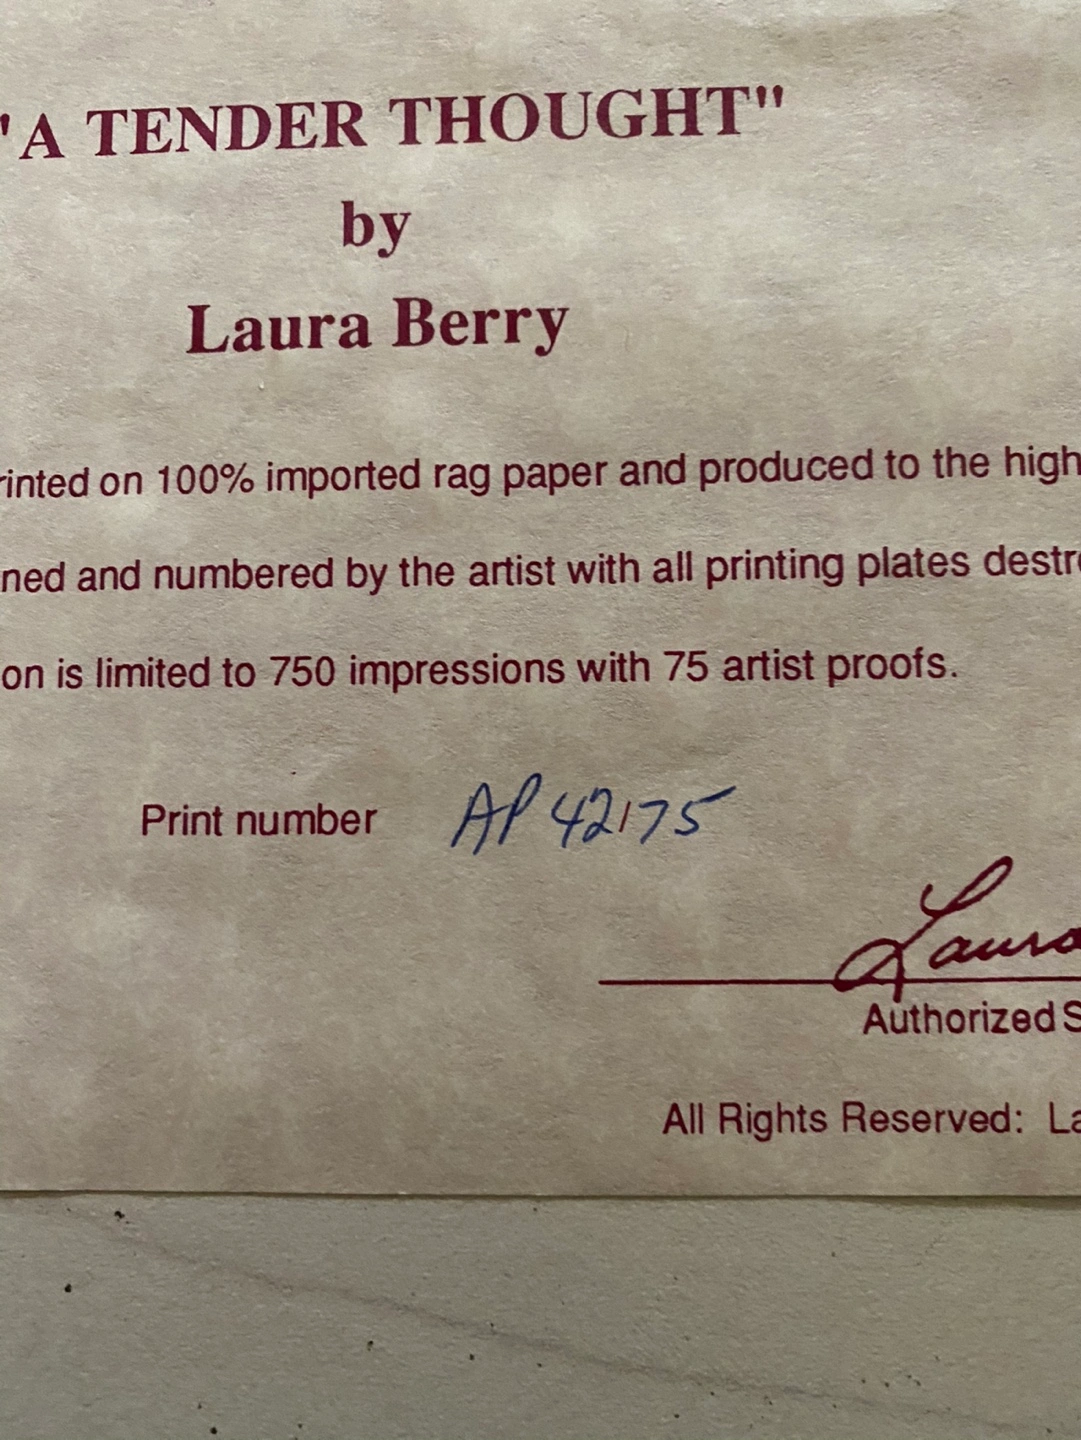 "A TENDER THOUGHT"
by
Laura Berry
rinted on 100% imported rag paper and produced to the high
ned and numbered by the artist with all printing plates destr
on is limited to 750 impressions with 75 artist proofs.
Print number AP 42/75
Laura
Authorized S
All Rights Reserved: La